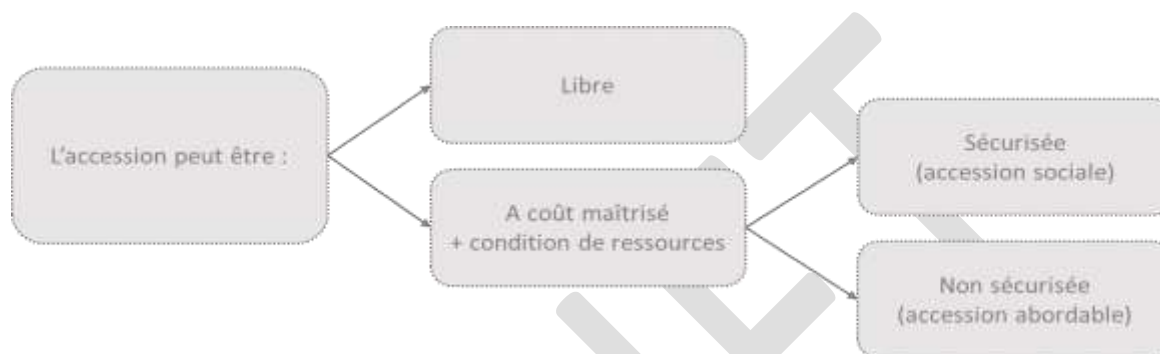 L'accession peut être :
Libre
A coût maîtrisé
+ condition de ressources
Sécurisée
(accession sociale)
Non sécurisée
(accession abordable)